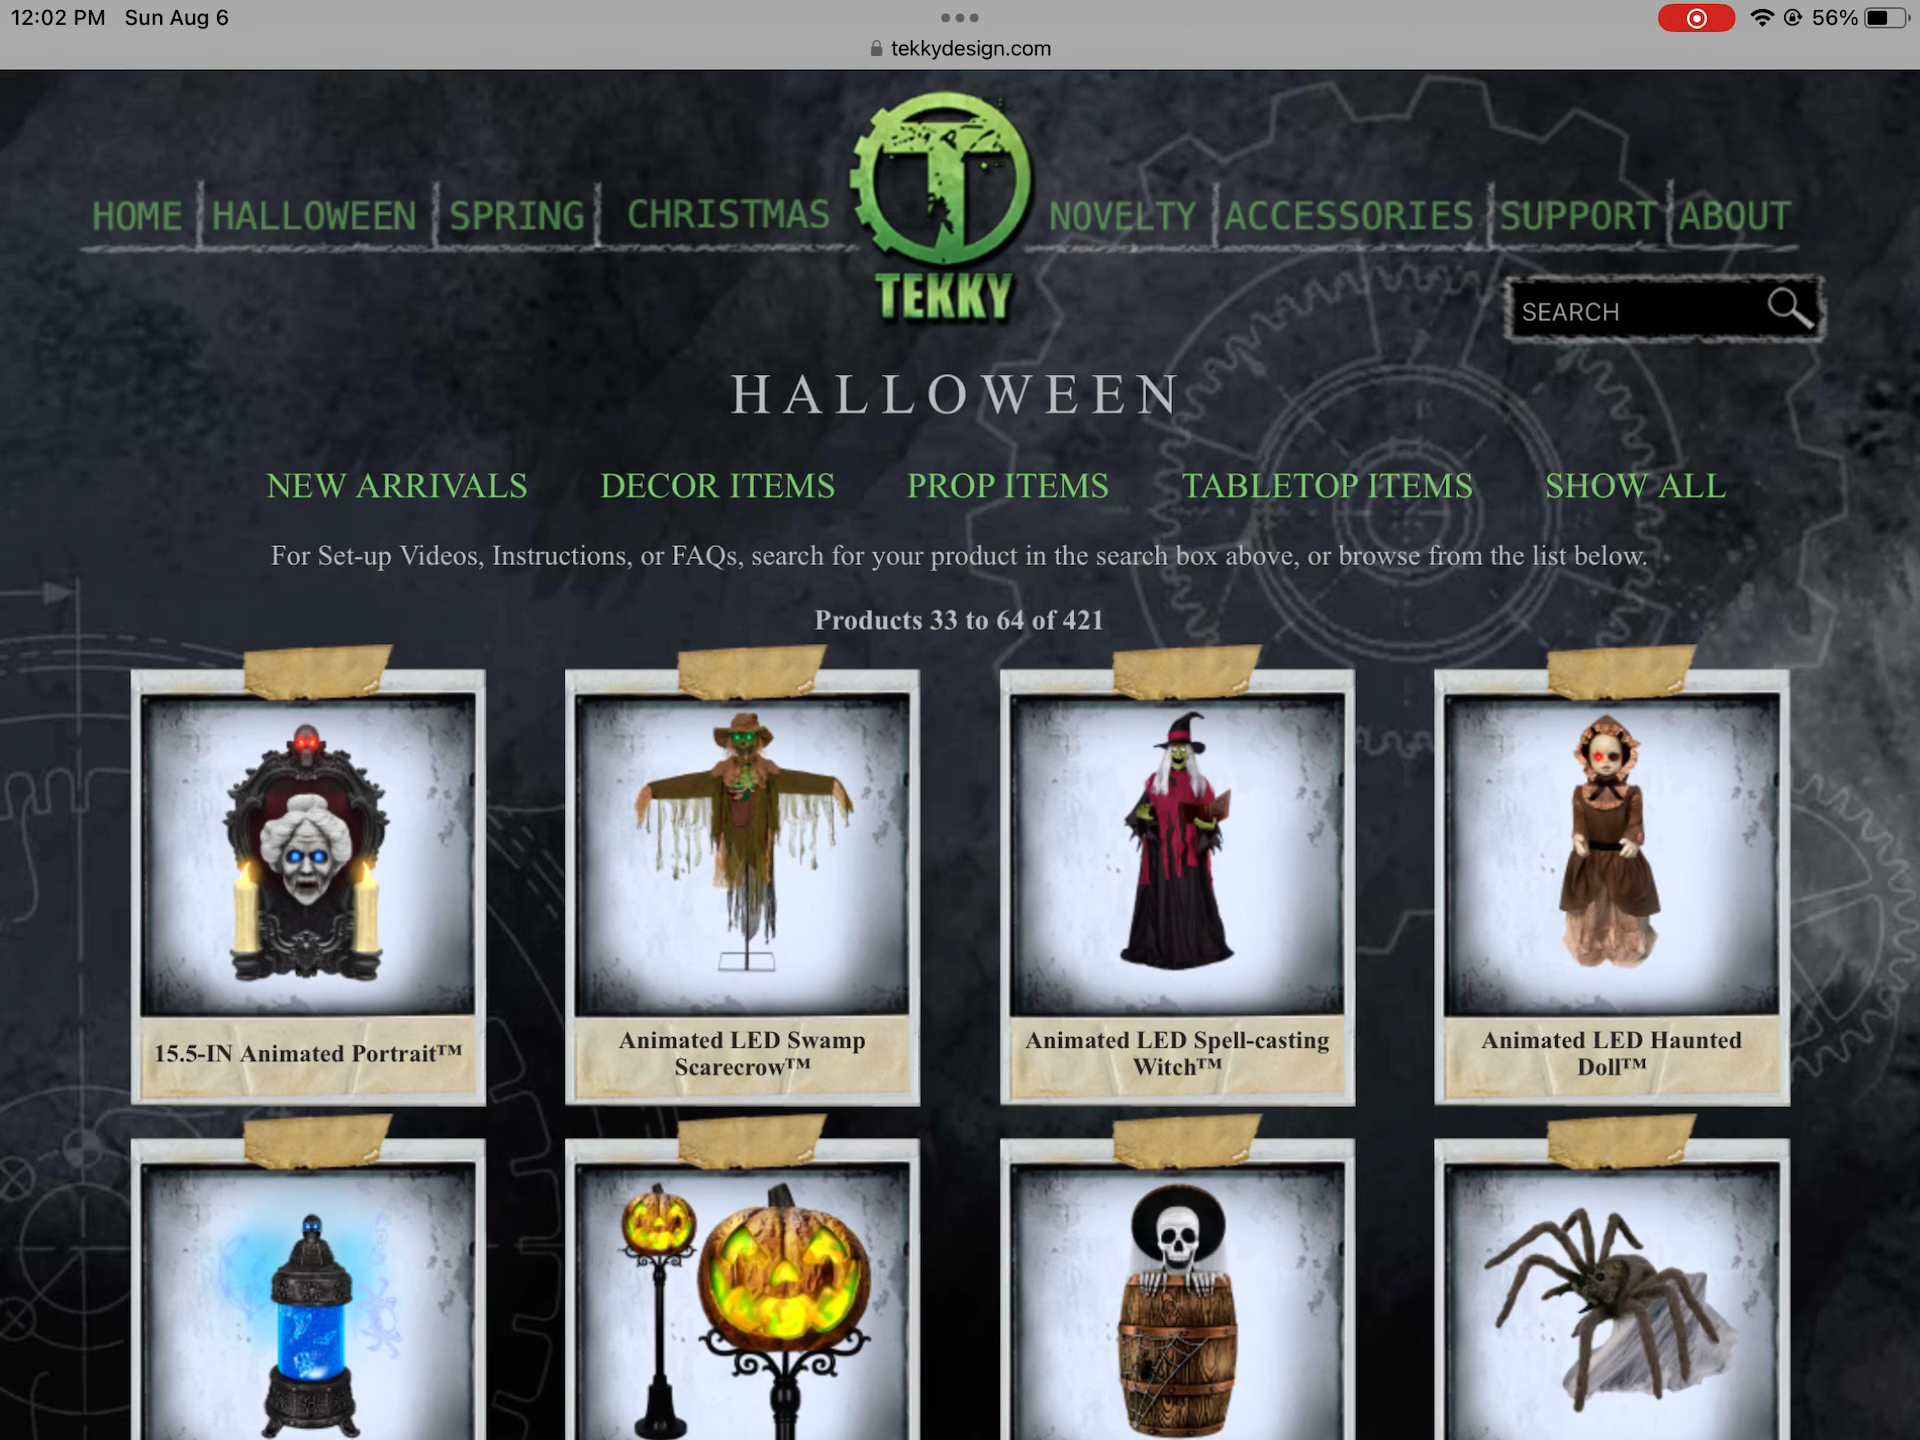 12:02 PM Sun Aug 6
56%
tekkydesign.com
HOME HALLOWEEN SPRING CHRISTMAS NOVELTY ACCESSORIES SUPPORT ABOUT
T
TEKKY
SEARCH
HALLOWEEN
NEW ARRIVALS DECOR ITEMS PROP ITEMS TABLETOP ITEMS SHOW ALL
For Set-up Videos, Instructions, or FAQs, search for your product in the search box above, or browse from the list below.
Products 33 to 64 of 421
15.5-IN Animated Portrait™
Animated LED Swamp
Scarecrow™
Animated LED Spell-casting
Witch™
Animated LED Haunted
Doll™